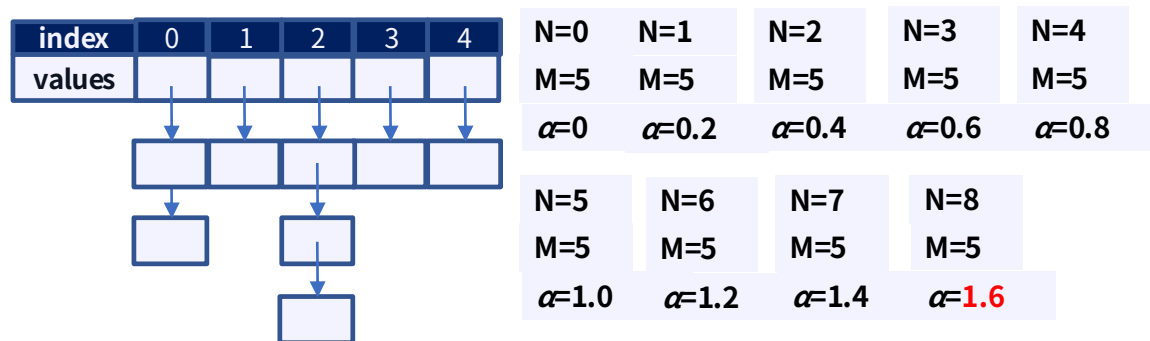 index 0 1 2 3 4
values
N=0 N=1 N=2 N=3 N=4
M=5 M=5 M=5 M=5 M=5
α=0 α=0.2 α=0.4 α=0.6 α=0.8
N=5 N=6 N=7 N=8
M=5 M=5 M=5 M=5
α=1.0 α=1.2 α=1.4 α=1.6